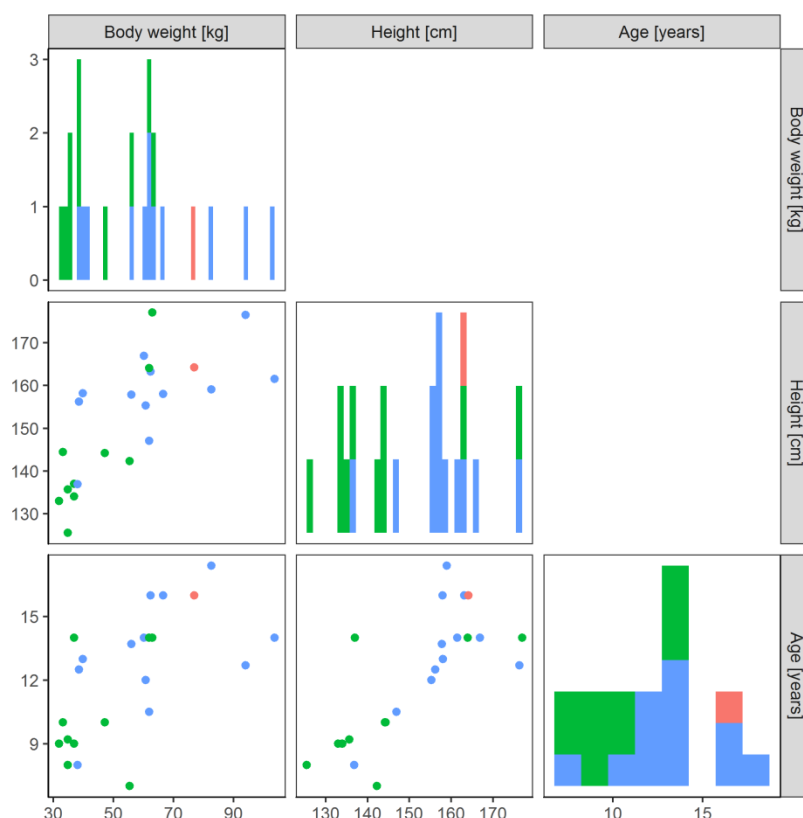 Body weight [kg] Height [cm] Age [years]
3
2
1
0
Body weight [kg]
170
160
150
140
130
Height [cm]
15
12
9
Age [years]
30 50 70 90 130 140 150 160 170 10 15